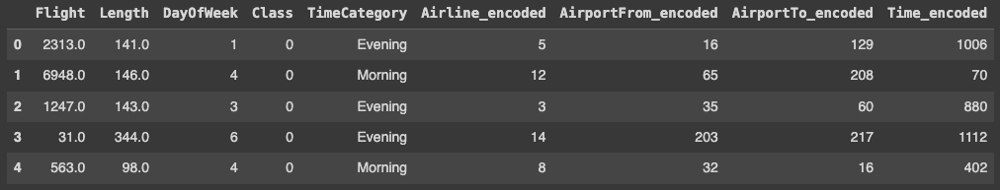 Flight Length DayOfWeek Class TimeCategory Airline_encoded AirportFrom_encoded AirportTo_encoded Time_encoded
0 2313.0 141.0 1 0 Evening 5 16 129 1006
1 6948.0 146.0 4 0 Morning 12 65 208 70
2 1247.0 143.0 3 0 Evening 3 35 60 880
3 31.0 344.0 6 0 Evening 14 203 217 1112
4 563.0 98.0 4 0 Morning 8 32 16 402